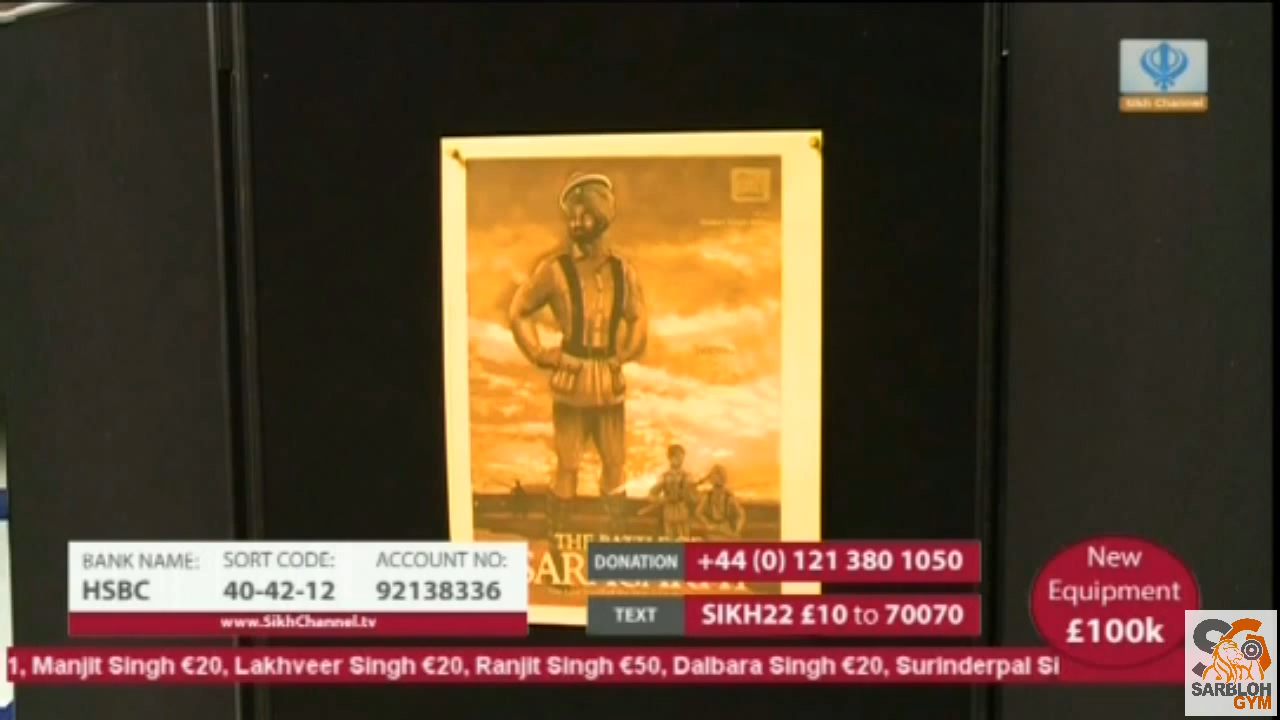 Sikh Channel
THE BATTLE OF
BANK NAME: SORT CODE: ACCOUNT NO:
HSBC 40-42-12 92138336
www.SikhChannel.tv
DONATION +44 (0) 121 380 1050
TEXT SIKH22 £10 to 70070
New
Equipment
£100k
1, Manjit Singh €20, Lakhveer Singh €20, Ranjit Singh €50, Dalbara Singh €20, Surinderpal Si
SG
SARBLOH
GYM